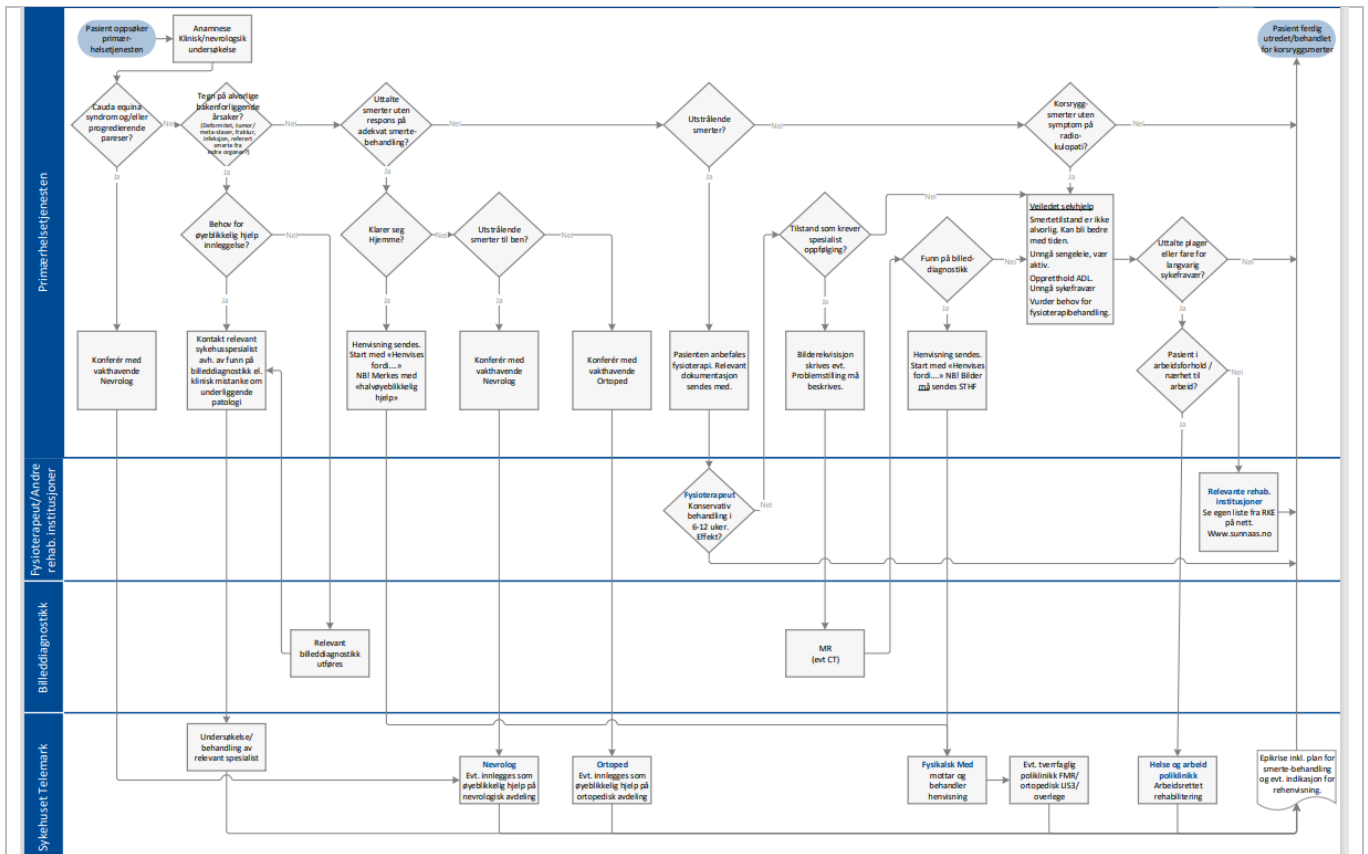 Pasient oppsøker
primær-
helsetjenesten
Anamnese
Klinisk/nevrologsik
undersøkelse
Pasient ferdig
utredet/behandlet
for korsryggsmerter
Primærhelsetjenesten
Cauda equina
syndrom og/eller
progredierende
pareser?
Nei
Tegn på alvorlige
bakenforliggende
årsaker?
(Deformitet, tumor/
meta-staser, fraktur,
infeksjon, referert
smerte fra
indre organer?)
Nei
Uttalte
smerter uten
respons på
adekvat smerte-
behandling?
Nei
Utstrålende
smerter?
Nei
Korsrygg-
smerter uten
symptom på
radio-
kulopati?
Nei
Ja
Ja
Ja
Ja
Ja
Behov for
øyeblikkelig hjelp
innleggelse?
Nei
Klarer seg
Hjemme?
Nei
Utstrålende
smerter til ben?
Nei
Tilstand som krever
spesialist
oppfølging?
Nei
Funn på billed-
diagnostikk
Nei
Veiledet selvhjelp
Smertetilstand er ikke
alvorlig. Kan bli bedre
med tiden.
Unngå sengeleie, vær
aktiv.
Oppretthold ADL.
Unngå sykefravær
Vurder behov for
fysioterapibehandling.
Uttalte plager
eller fare for
langvarig
sykefravær?
Nei
Ja
Ja
Ja
Ja
Ja
Ja
Konferér med
vakthavende
Nevrolog
Kontakt relevant
sykehusspesialist
avh. av funn på
billeddiagnostikk el.
klinisk mistanke om
underliggende
patologi
Henvisning sendes.
Start med «Henvises
fordi....»
NB! Merkes med
«halvøyeblikkelig
hjelp»
Konferér med
vakthavende
Nevrolog
Konferér med
vakthavende
Ortoped
Pasienten anbefales
fysioterapi. Relevant
dokumentasjon
sendes med.
Bilderekvisisjon
skrives evt.
Problemstilling må
beskrives.
Henvisning sendes.
Start med «Henvises
fordi....» NB! Bilder
må sendes STHF
Pasient i
arbeidsforhold /
nærhet til
arbeid?
Nei
Ja
Fysioterapeut/Andre
rehab. institusjoner
Fysioterapeut
Konservativ
behandling i
6-12 uker.
Effekt?
Nei
Ja
Relevante rehab.
institusjoner
Se egen liste fra RKE
på nett.
Www.sunnaas.no
Billeddiagnostikk
Relevant
billeddiagnostikk
utføres
MR
(evt CT)
Sykehuset Telemark
Undersøkelse/
behandling av
relevant spesialist
Nevrolog
Evt. innlegges som
øyeblikkelig hjelp på
nevrologisk avdeling
Ortoped
Evt. innlegges som
øyeblikkelig hjelp på
ortopedisk avdeling
Fysikalsk Med
mottar og
behandler
henvisning
Evt. tverrfaglig
poliklinikk FMR/
ortopedisk LIS3/
overlege
Helse og arbeid
poliklinikk
Arbeidsrettet
rehabilitering
Epikrise inkl. plan for
smerte-behandling
og evt. indikasjon for
rehenvisning.